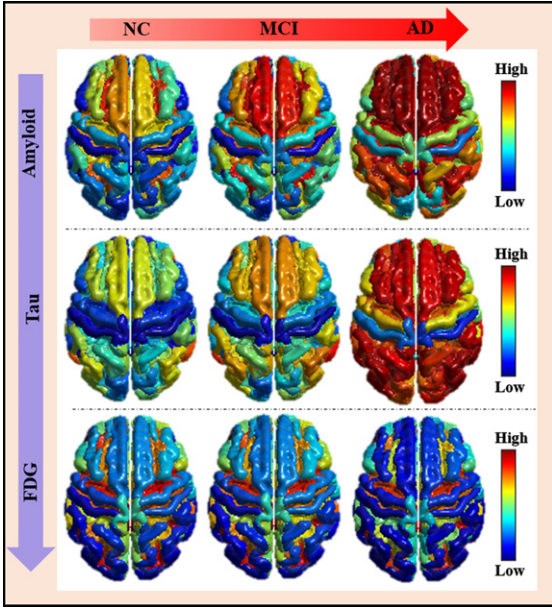 NC MCI AD
Amyloid
High
Low
Tau
High
Low
FDG
High
Low